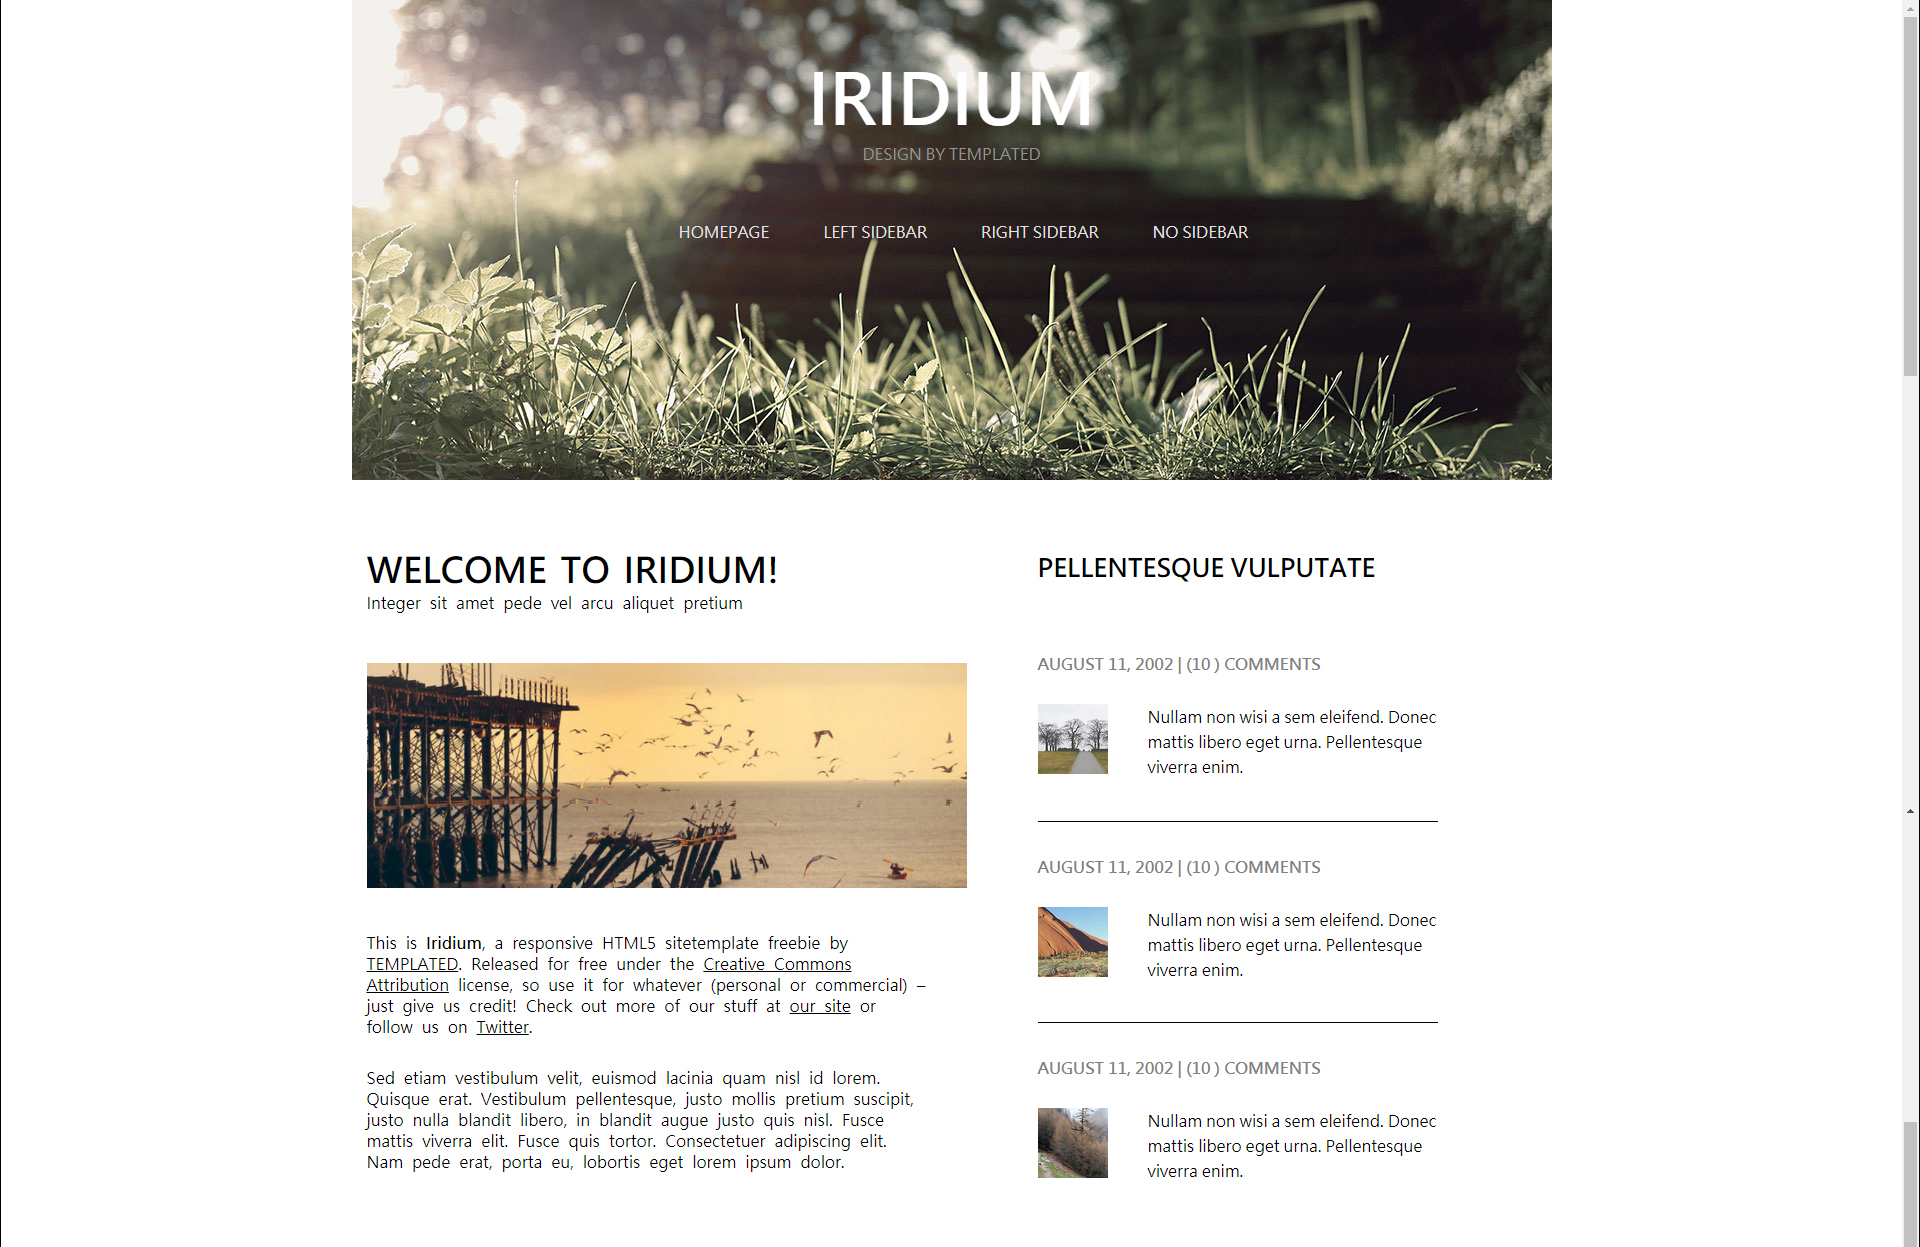 IRIDIUM
DESIGN BY TEMPLATED
HOMEPAGE LEFT SIDEBAR RIGHT SIDEBAR NO SIDEBAR
WELCOME TO IRIDIUM!
Integer sit amet pede vel arcu aliquet pretium
This is Iridium, a responsive HTML5 sitetemplate freebie by
TEMPLATED. Released for free under the Creative Commons
Attribution license, so use it for whatever (personal or commercial) –
just give us credit! Check out more of our stuff at our site or
follow us on Twitter.
Sed etiam vestibulum velit, euismod lacinia quam nisl id lorem.
Quisque erat. Vestibulum pellentesque, justo mollis pretium suscipit,
justo nulla blandit libero, in blandit augue justo quis nisl. Fusce
mattis viverra elit. Fusce quis tortor. Consectetuer adipiscing elit.
Nam pede erat, porta eu, lobortis eget lorem ipsum dolor.
PELLENTESQUE VULPUTATE
AUGUST 11, 2002 | (10 ) COMMENTS
Nullam non wisi a sem eleifend. Donec
mattis libero eget urna. Pellentesque
viverra enim.
AUGUST 11, 2002 | (10 ) COMMENTS
Nullam non wisi a sem eleifend. Donec
mattis libero eget urna. Pellentesque
viverra enim.
AUGUST 11, 2002 | (10 ) COMMENTS
Nullam non wisi a sem eleifend. Donec
mattis libero eget urna. Pellentesque
viverra enim.